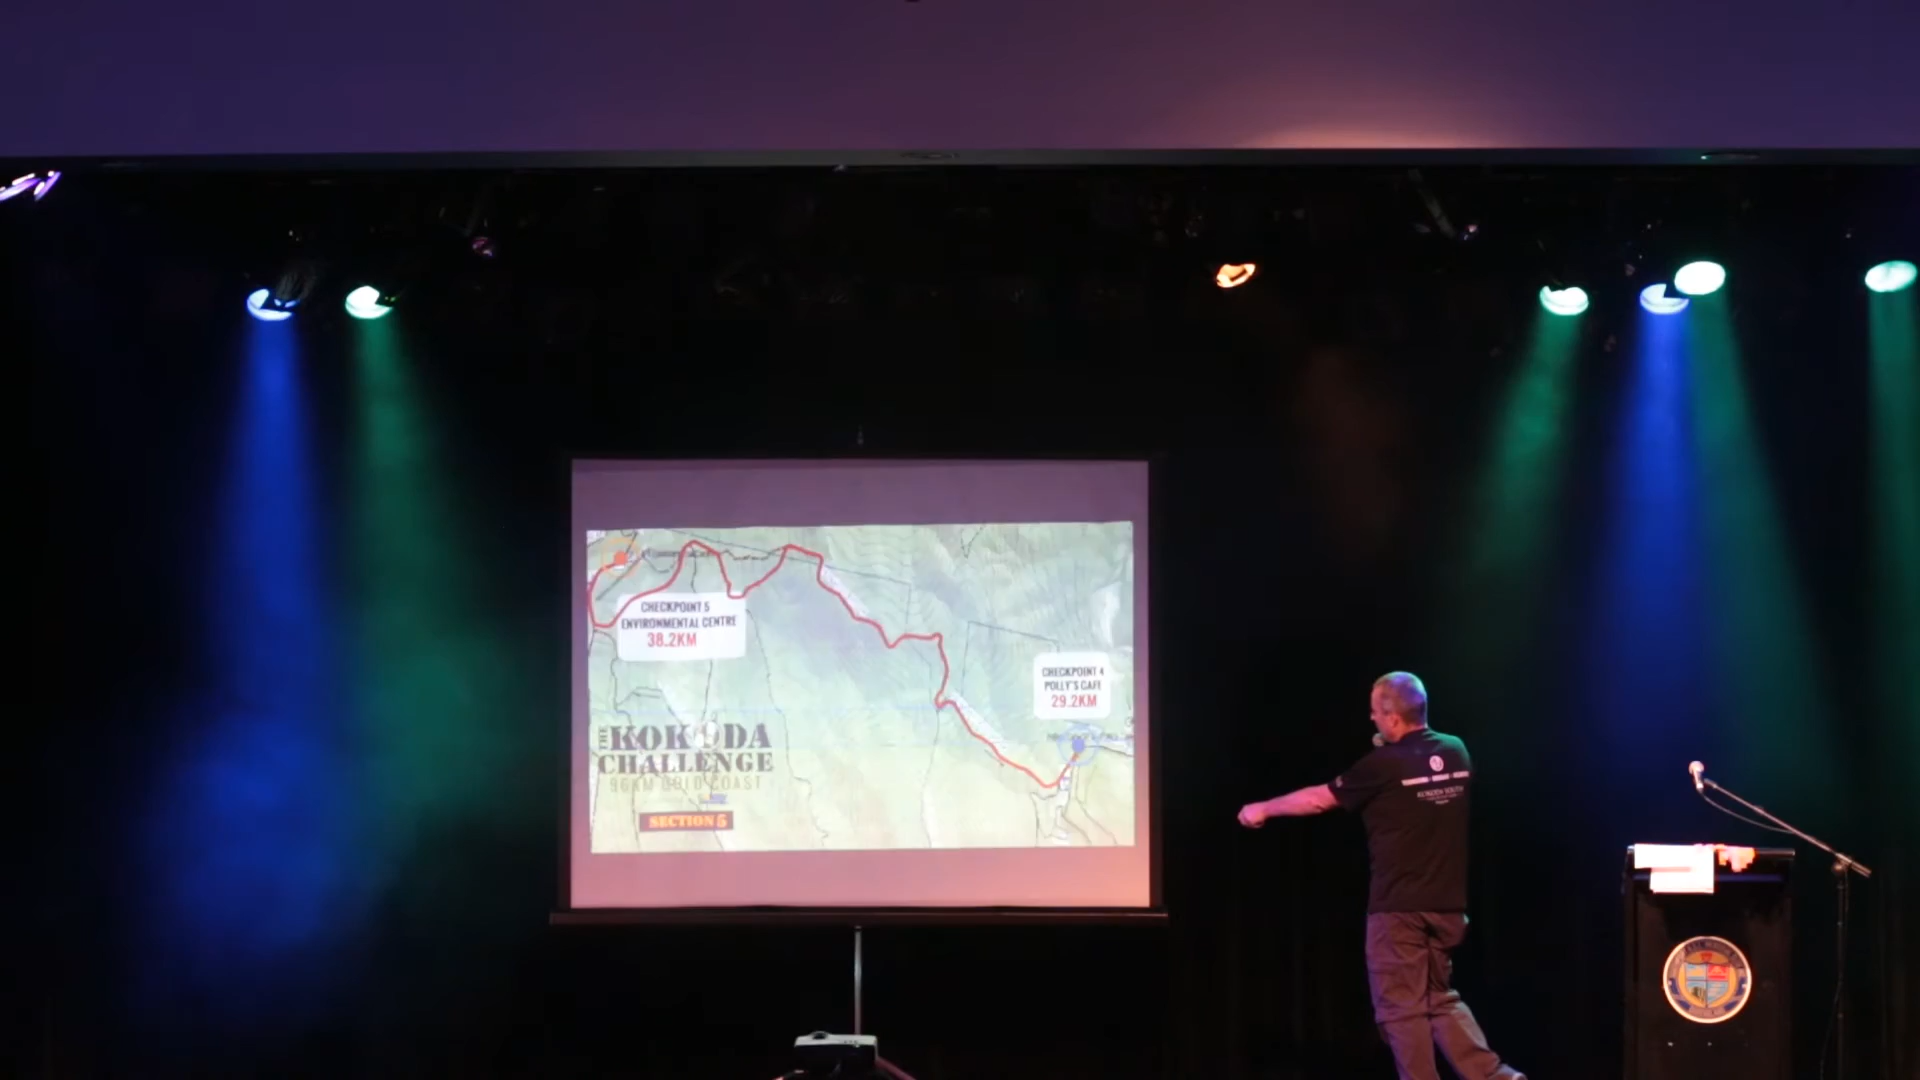 CHECKPOINT 5
ENVIRONMENTAL CENTRE
38.2KM
CHECKPOINT 4
POLLY'S CAFE
29.2KM
THE
KOKODA
CHALLENGE
96KM GOLD COAST
SECTION 5